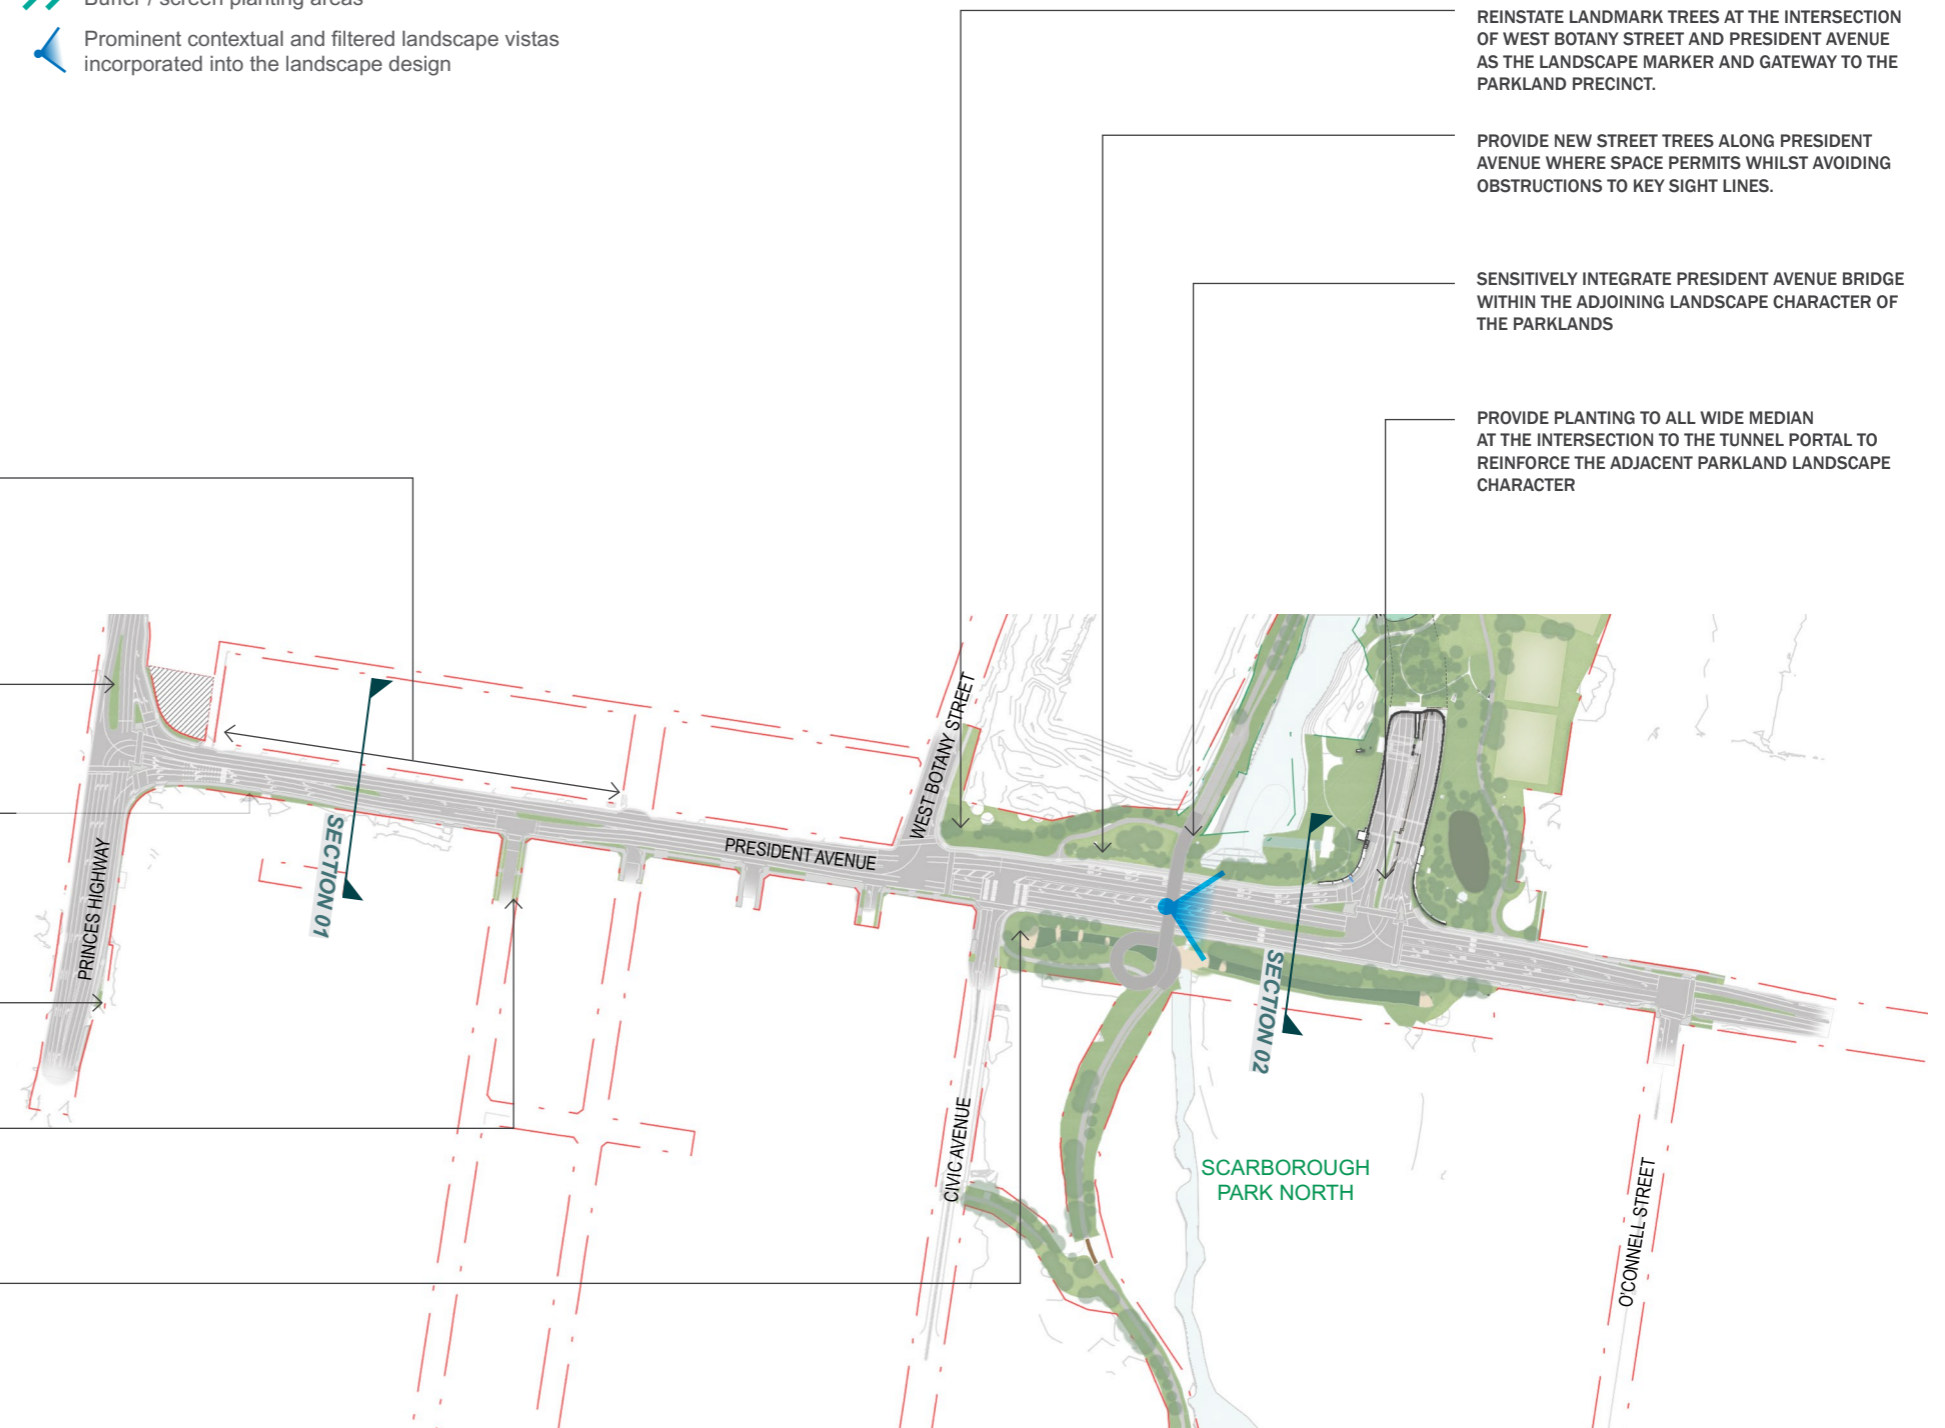 Buffer / screen planting areas
Prominent contextual and filtered landscape vistas
incorporated into the landscape design
REINSTATE LANDMARK TREES AT THE INTERSECTION
OF WEST BOTANY STREET AND PRESIDENT AVENUE
AS THE LANDSCAPE MARKER AND GATEWAY TO THE
PARKLAND PRECINCT.
PROVIDE NEW STREET TREES ALONG PRESIDENT
AVENUE WHERE SPACE PERMITS WHILST AVOIDING
OBSTRUCTIONS TO KEY SIGHT LINES.
SENSITIVELY INTEGRATE PRESIDENT AVENUE BRIDGE
WITHIN THE ADJOINING LANDSCAPE CHARACTER OF
THE PARKLANDS
PROVIDE PLANTING TO ALL WIDE MEDIAN
AT THE INTERSECTION TO THE TUNNEL PORTAL TO
REINFORCE THE ADJACENT PARKLAND LANDSCAPE
CHARACTER
PRINCES HIGHWAY
SECTION 01
PRESIDENT AVENUE
WEST BOTANY STREET
SECTION 02
CIVIC AVENUE
SCARBOROUGH
PARK NORTH
O'CONNELL STREET